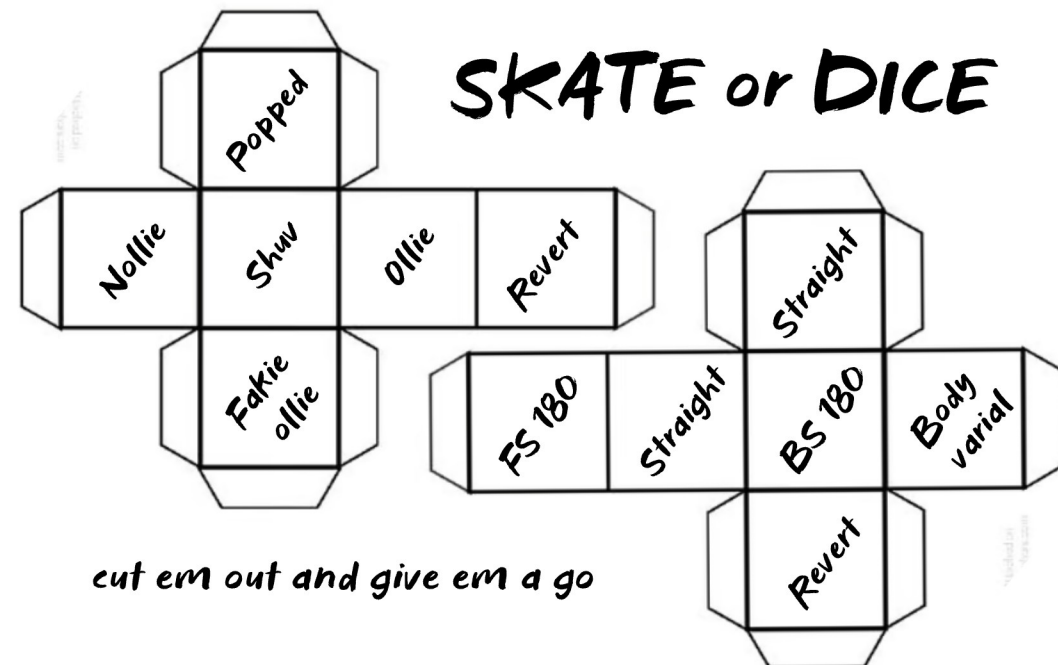 SKATE or DICE
Popped
Nollie
Shuv
Ollie
Revert
Fakie
ollie
Straight
FS 180
Straight
BS 180
Body
varial
Revert
cut em out and give em a go